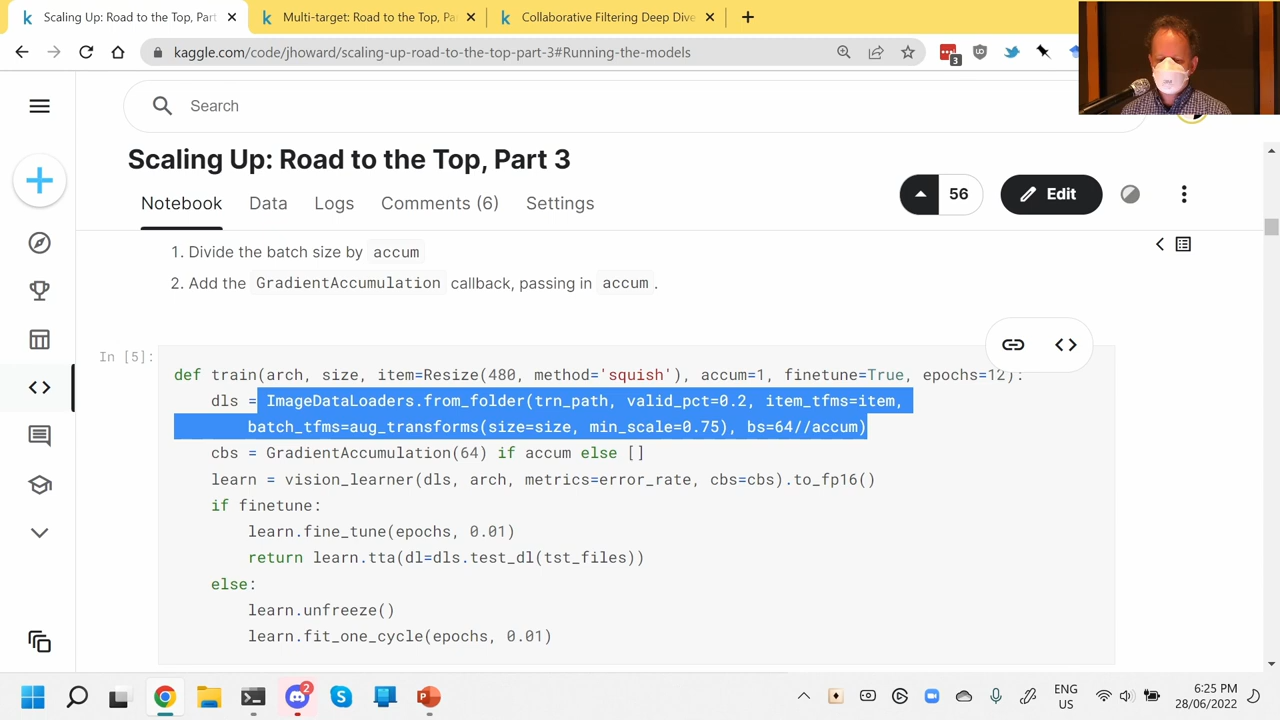 Scaling Up: Road to the Top, Part
Multi-target: Road to the Top, Pa
Collaborative Filtering Deep Dive
kaggle.com/code/jhoward/scaling-up-road-to-the-top-part-3#Running-the-models
3
Search
Scaling Up: Road to the Top, Part 3
56
Edit
Notebook
Data
Logs
Comments (6)
Settings
1. Divide the batch size by accum
2. Add the GradientAccumulation callback, passing in accum.
In [5]:
def train(arch, size, item=Resize(480, method='squish'), accum=1, finetune=True, epochs=12):
dls = ImageDataLoaders.from_folder(trn_path, valid_pct=0.2, item_tfms=item,
batch_tfms=aug_transforms(size=size, min_scale=0.75), bs=64//accum)
cbs = GradientAccumulation(64) if accum else []
learn = vision_learner(dls, arch, metrics=error_rate, cbs=cbs).to_fp16()
if finetune:
learn.fine_tune(epochs, 0.01)
return learn.tta(dl=dls.test_dl(tst_files))
else:
learn.unfreeze()
learn.fit_one_cycle(epochs, 0.01)
2
ENG
US
6:25 PM
28/06/2022